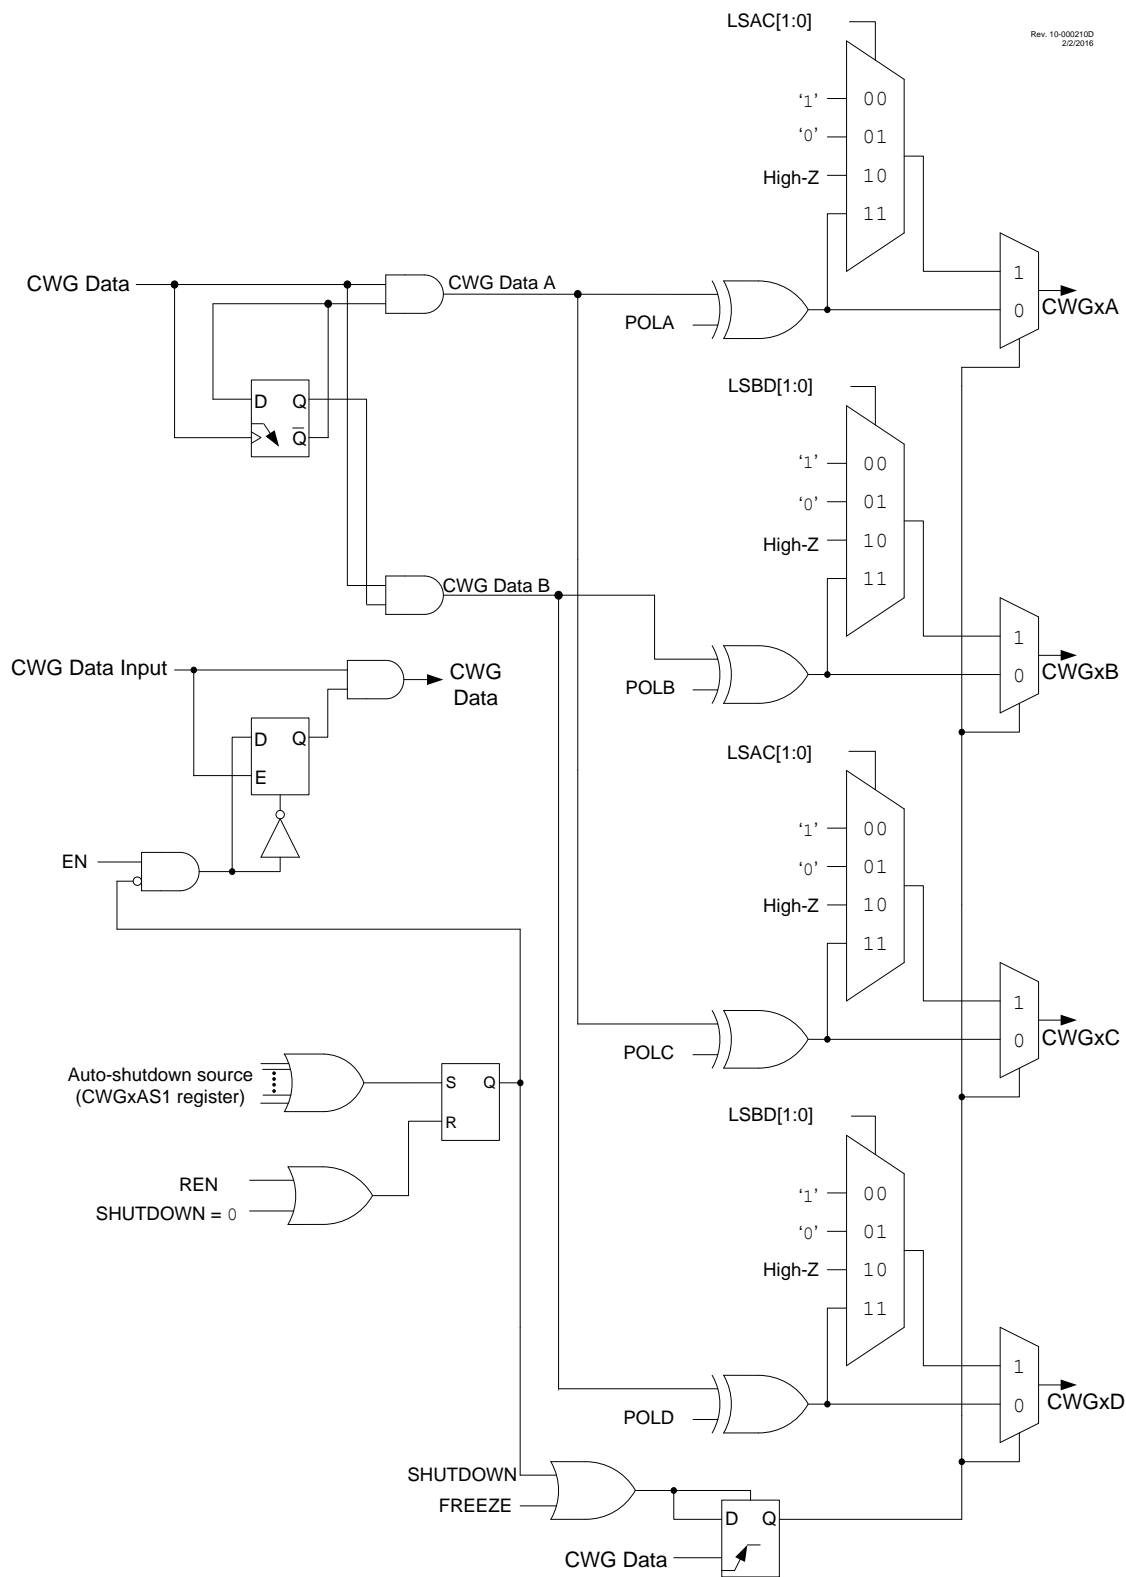 LSAC[1:0]
Rev. 10-000210D
2/2/2016
‘1’
00
‘0’
01
High-Z
10
11
CWG Data
CWG Data A
POLA
1
0
CWGxA
LSBD[1:0]
D
Q
Q̅
‘1’
00
‘0’
01
High-Z
10
11
CWG Data B
POLB
1
0
CWGxB
CWG Data Input
CWG
Data
D
Q
E
LSAC[1:0]
‘1’
00
‘0’
01
High-Z
10
11
EN
POLC
1
0
CWGxC
Auto-shutdown source
(CWGxAS1 register)
S
Q
R
REN
SHUTDOWN = 0
LSBD[1:0]
‘1’
00
‘0’
01
High-Z
10
11
POLD
1
0
CWGxD
SHUTDOWN
FREEZE
D
Q
CWG Data